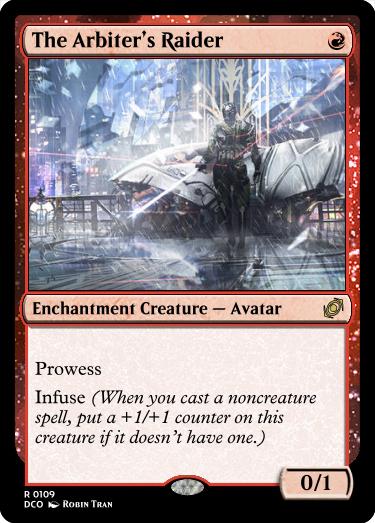 The Arbiter's Raider
Enchantment Creature — Avatar
Prowess
Infuse (When you cast a noncreature
spell, put a +1/+1 counter on this
creature if it doesn't have one.)
0/1
R 0109
DCO Robin Tran